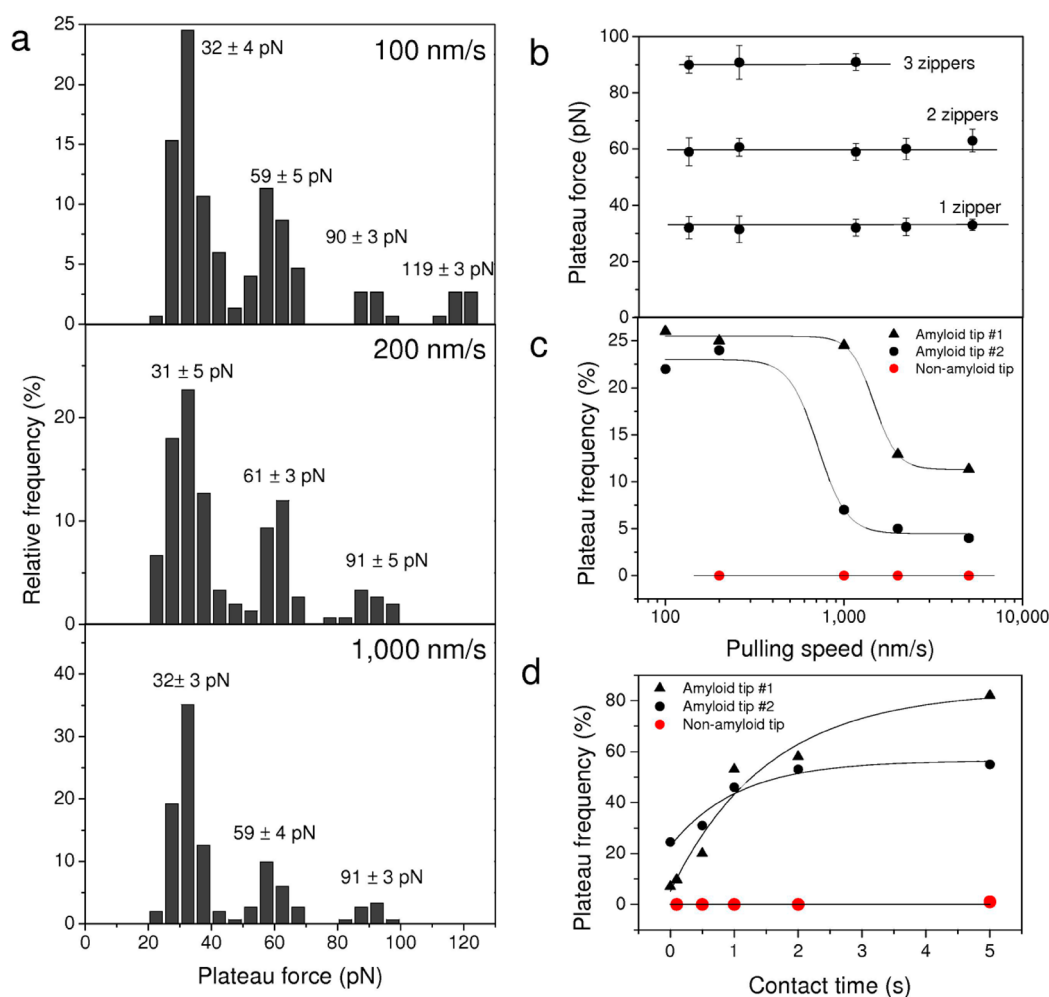 a
25
20
15
10
5
0
32 ± 4 pN
100 nm/s
59 ± 5 pN
90 ± 3 pN
119 ± 3 pN
20
10
0
200 nm/s
31 ± 5 pN
61 ± 3 pN
91 ± 5 pN
Relative frequency (%)
35
30
20
10
0
1,000 nm/s
32± 3 pN
59 ± 4 pN
91 ± 3 pN
0 20 40 60 80 100 120
Plateau force (pN)
b
100
80
60
40
20
0
Plateau force (pN)
3 zippers
2 zippers
1 zipper
c
25
20
15
10
5
0
Plateau frequency (%)
Amyloid tip #1
Amyloid tip #2
Non-amyloid tip
100 1,000 10,000
Pulling speed (nm/s)
d
80
60
40
20
0
Plateau frequency (%)
Amyloid tip #1
Amyloid tip #2
Non-amyloid tip
0 1 2 3 4 5
Contact time (s)